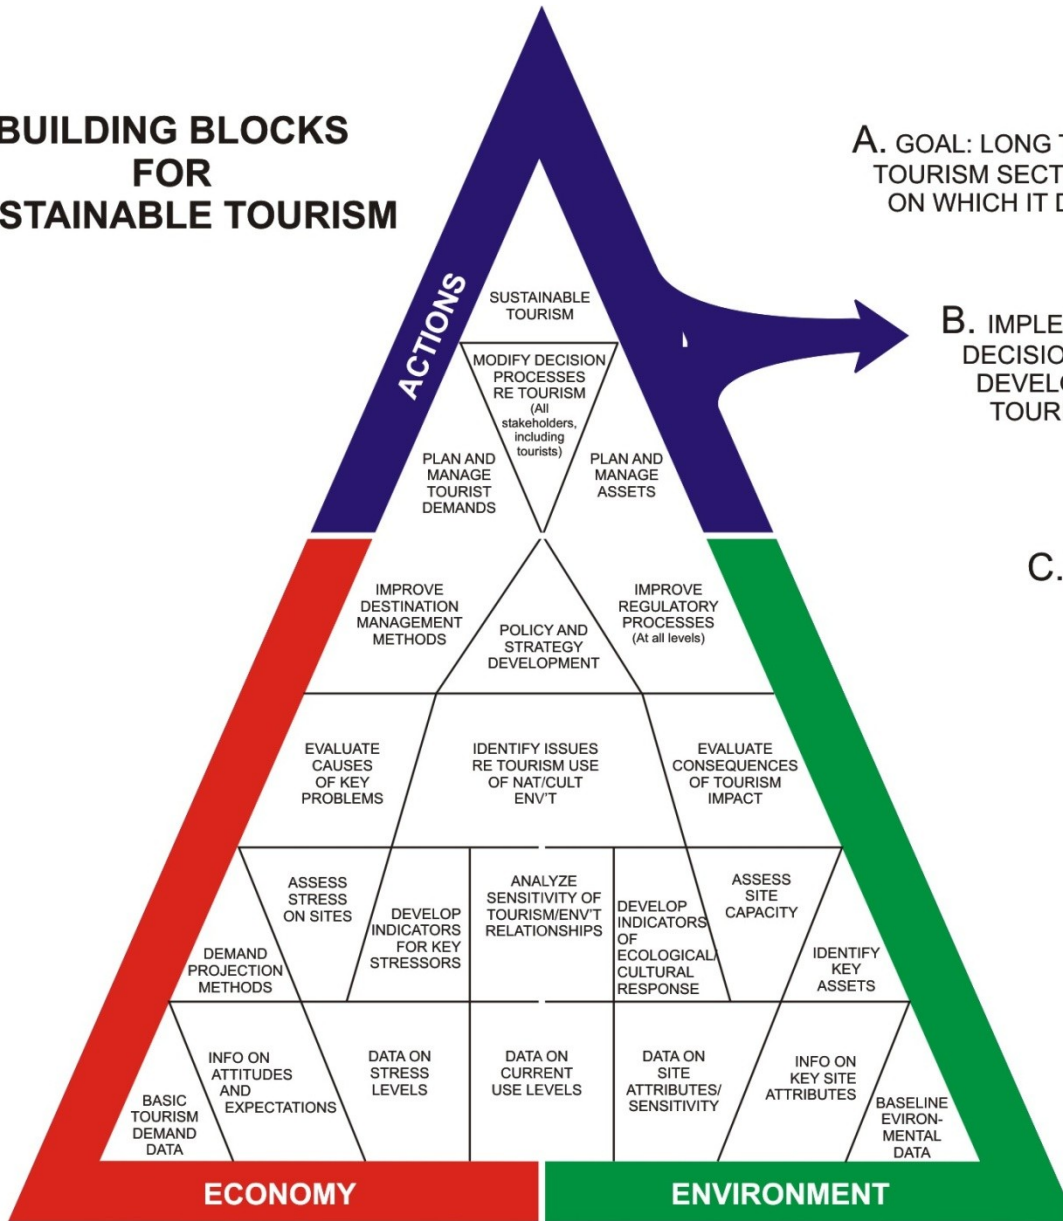 BUILDING BLOCKS
FOR
STAINABLE TOURISM
A. GOAL: LONG
TOURISM SECT
ON WHICH IT
B. IMPLE
DECISIO
DEVELO
TOUR
C.
ACTIONS
SUSTAINABLE
TOURISM
MODIFY DECISION
PROCESSES
RE TOURISM
(All
stakeholders,
including
tourists)
PLAN AND
MANAGE
TOURIST
DEMANDS
PLAN AND
MANAGE
ASSETS
IMPROVE
DESTINATION
MANAGEMENT
METHODS
POLICY AND
STRATEGY
DEVELOPMENT
IMPROVE
REGULATORY
PROCESSES
(At all levels)
EVALUATE
CAUSES
OF KEY
PROBLEMS
IDENTIFY ISSUES
RE TOURISM USE
OF NAT/CULT
ENV'T
EVALUATE
CONSEQUENCES
OF TOURISM
IMPACT
DEMAND
PROJECTION
METHODS
ASSESS
STRESS
ON SITES
DEVELOP
INDICATORS
FOR KEY
STRESSORS
ANALYZE
SENSITIVITY OF
TOURISM/ENV'T
RELATIONSHIPS
DEVELOP
INDICATORS
OF
ECOLOGICAL/
CULTURAL
RESPONSE
ASSESS
SITE
CAPACITY
IDENTIFY
KEY
ASSETS
BASIC
TOURISM
DEMAND
DATA
INFO ON
ATTITUDES
AND
EXPECTATIONS
DATA ON
STRESS
LEVELS
DATA ON
CURRENT
USE LEVELS
DATA ON
SITE
ATTRIBUTES/
SENSITIVITY
INFO ON
KEY SITE
ATTRIBUTES
BASELINE
EVIRON-
MENTAL
DATA
ECONOMY
ENVIRONMENT